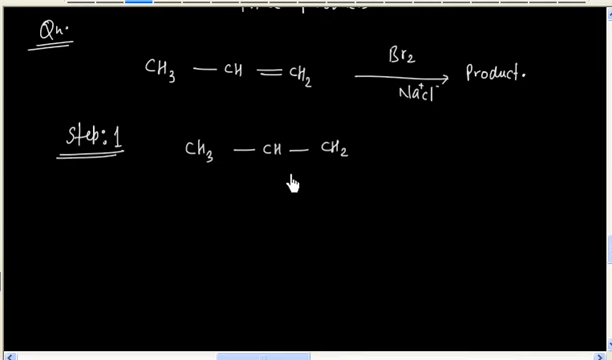 Qn.
CH3 — CH = CH2 Br2 Na+Cl- Product.
Step: 1
CH3 — CH — CH2